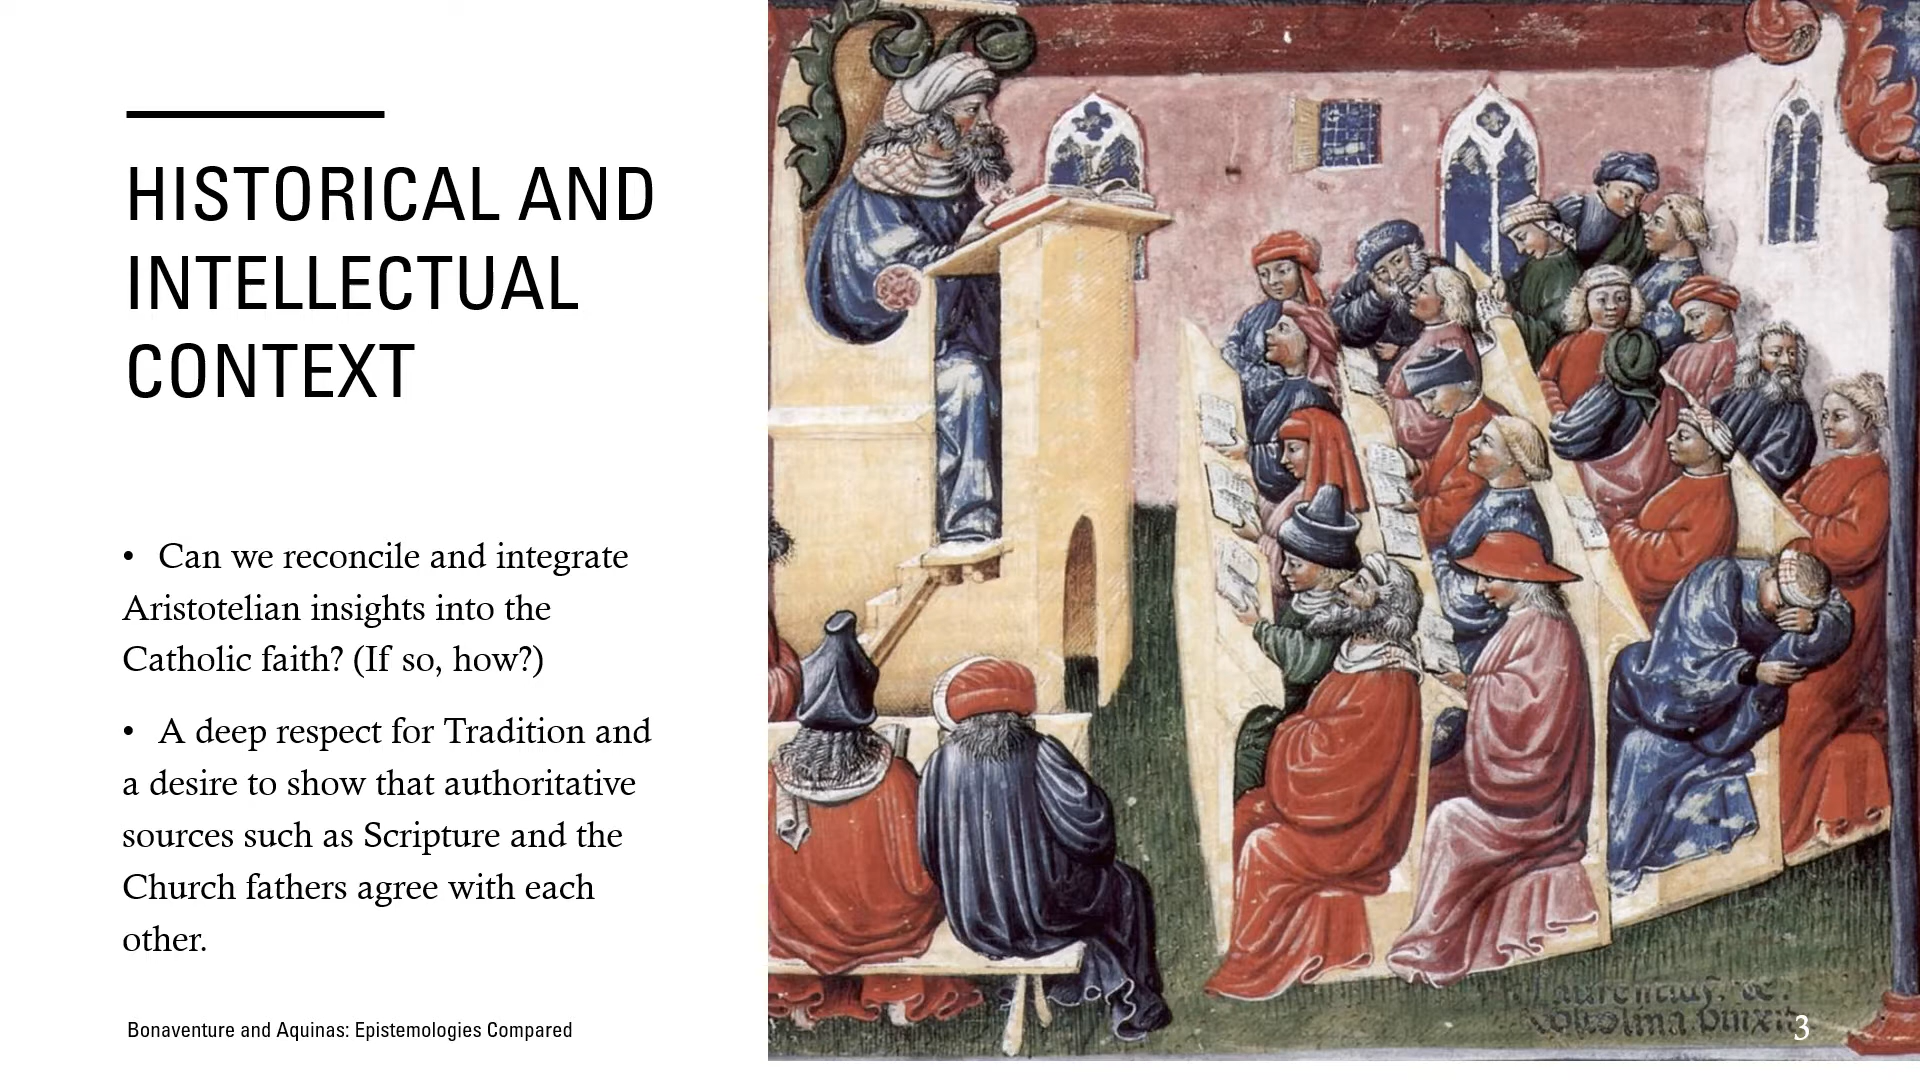 HISTORICAL AND
INTELLECTUAL
CONTEXT
• Can we reconcile and integrate
Aristotelian insights into the
Catholic faith? (If so, how?)
• A deep respect for Tradition and
a desire to show that authoritative
sources such as Scripture and the
Church fathers agree with each
other.
Bonaventure and Aquinas: Epistemologies Compared
3